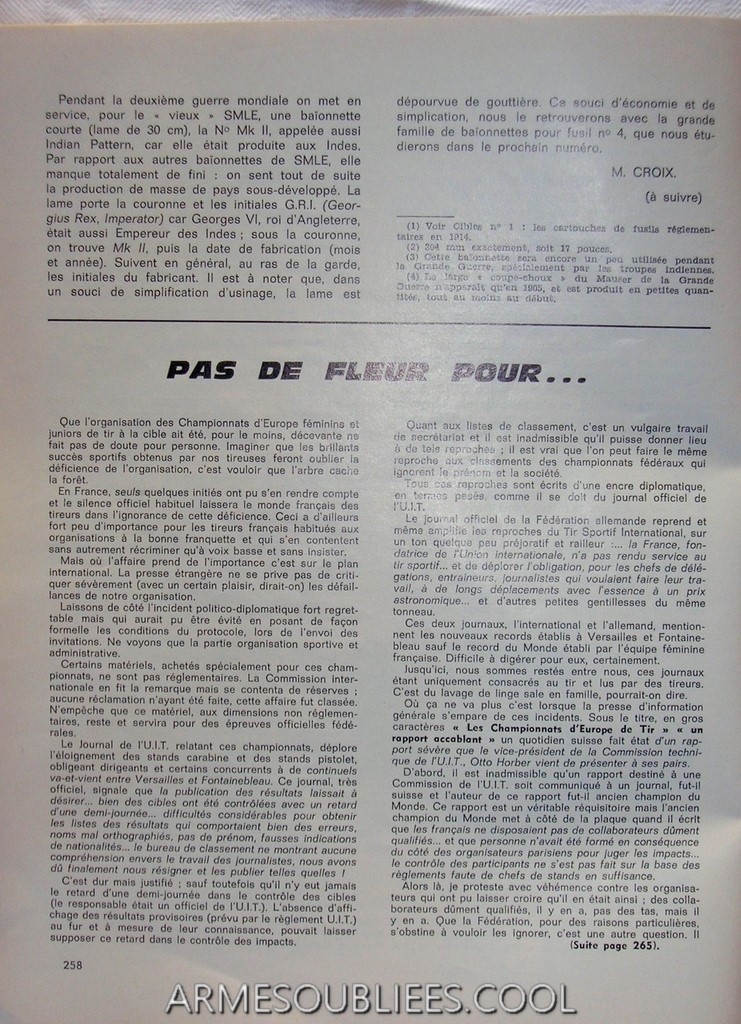 Pendant la deuxième guerre mondiale on met en
service, pour le « vieux » SMLE, une baïonnette
courte (lame de 30 cm), la No Mk II, appelée aussi
Indian Pattern, car elle était produite aux Indes.
Par rapport aux autres baïonnettes de SMLE, elle
manque totalement de fini : on sent tout de suite
la production de masse de pays sous-développé. La
lame porte la couronne et les initiales G.R.I. (Geor-
gius Rex, Imperator) car Georges VI, roi d'Angleterre,
était aussi Empereur des Indes ; sous la couronne,
on trouve Mk II, puis la date de fabrication (mois
et année). Suivent en général, au ras de la garde,
les initiales du fabricant. Il est à noter que, dans
un souci de simplification d'usinage, la lame est
dépourvue de gouttière. Ce souci d'économie et de
simplification, nous le retrouverons avec la grande
famille de baïonnettes pour fusil no 4, que nous étu-
dierons dans le prochain numéro.
M. CROIX.
(à suivre)
(1) Voir Cibles no 1 : les cartouches de fusils réglemen-
taires en 1914.
(2) 304 mm exactement, soit 17 pouces.
(3) Cette baïonnette sera encore un peu utilisée pendant
la Grande Guerre, spécialement par les troupes indiennes.
(4) Le large « coupe-choux » du Mauser de la Grande
Guerre n'apparaît qu'en 1905, et est produit en petites quan-
tités, tout au moins au début.
PAS DE FLEUR POUR...
Que l'organisation des Championnats d'Europe féminins et
juniors de tir à la cible ait été, pour le moins, décevante ne
fait pas de doute pour personne. Imaginer que les brillants
succès sportifs obtenus par nos tireuses feront oublier la
déficience de l'organisation, c'est vouloir que l'arbre cache
la forêt.
En France, seuls quelques initiés ont pu s'en rendre compte
et le silence officiel habituel laissera le monde français des
tireurs dans l'ignorance de cette déficience. Ceci a d'ailleurs
fort peu d'importance pour les tireurs français habitués aux
organisations à la bonne franquette et qui s'en contentent
sans autrement récriminer qu'à voix basse et sans insister.
Mais où l'affaire prend de l'importance c'est sur le plan
international. La presse étrangère ne se prive pas de criti-
quer sévèrement (avec un certain plaisir, dirait-on) les défail-
lances de notre organisation.
Laissons de côté l'incident politico-diplomatique fort regret-
table mais qui aurait pu être évité en posant de façon
formelle les conditions du protocole, lors de l'envoi des
invitations. Ne voyons que la partie organisation sportive et
administrative.
Certains matériels, achetés spécialement pour ces cham-
pionnats, ne sont pas réglementaires. La Commission inter-
nationale en fit la remarque mais se contenta de réserves ;
aucune réclamation n'ayant été faite, cette affaire fut classée.
N'empêche que ce matériel, aux dimensions non réglemen-
taires, reste et servira pour des épreuves officielles fédé-
rales.
Le Journal de l'U.I.T. relatant ces championnats, déplore
l'éloignement des stands carabine et des stands pistolet,
obligeant dirigeants et certains concurrents à de continuels
va-et-vient entre Versailles et Fontainebleau. Ce journal, très
officiel, signale que la publication des résultats laissait à
désirer... bien des cibles ont été contrôlées avec un retard
d'une demi-journée... difficultés considérables pour obtenir
les listes des résultats qui comportaient bien des erreurs,
noms mal orthographiés, pas de prénom, fausses indications
de nationalités... le bureau de classement ne montrant aucune
compréhension envers le travail des journalistes, nous avons
dû finalement nous résigner et les publier telles quelles !
C'est dur mais justifié ; sauf toutefois qu'il n'y eut jamais
le retard d'une demi-journée dans le contrôle des cibles
(le responsable était un officiel de l'U.I.T.). L'absence d'affi-
chage des résultats provisoires (prévu par le règlement U.I.T.)
au fur et à mesure de leur connaissance, pouvait laisser
supposer ce retard dans le contrôle des impacts.
Quant aux listes de classement, c'est un vulgaire travail
de secrétariat et il est inadmissible qu'il puisse donner lieu
à de tels reproches ; il est vrai que l'on peut faire le même
reproche aux classements des championnats fédéraux qui
ignorent le prénom et la société.
Tous ces reproches sont écrits d'une encre diplomatique,
en termes pesés, comme il se doit du journal officiel de
l'U.I.T.
Le journal officiel de la Fédération allemande reprend et
même amplifie les reproches du Tir Sportif International, sur
un ton quelque peu péjoratif et railleur :... la France, fon-
datrice de l'Union internationale, n'a pas rendu service au
tir sportif... et de déplorer l'obligation, pour les chefs de délé-
gations, entraîneurs, journalistes qui voulaient faire leur tra-
vail, à de longs déplacements avec l'essence à un prix
astronomique... et d'autres petites gentillesses du même
tonneau.
Ces deux journaux, l'international et l'allemand, mention-
nent les nouveaux records établis à Versailles et Fontaine-
bleau sauf le record du Monde établi par l'équipe féminine
française. Difficile à digérer pour eux, certainement.
Jusqu'ici, nous sommes restés entre nous, ces journaux
étant uniquement consacrés au tir et lus par des tireurs.
C'est du lavage de linge sale en famille, pourrait-on dire.
Où ça ne va plus c'est lorsque la presse d'information
générale s'empare de ces incidents. Sous le titre, en gros
caractères « Les Championnats d'Europe de Tir » « un
rapport accablant » un quotidien suisse fait état d'un rap-
port sévère que le vice-président de la Commission techni-
que de l'U.I.T., Otto Horber vient de présenter à ses pairs.
D'abord, il est inadmissible qu'un rapport destiné à une
Commission de l'U.I.T. soit communiqué à un journal, fut-il
suisse et l'auteur de ce rapport fut-il ancien champion du
Monde. Ce rapport est un véritable réquisitoire mais l'ancien
champion du Monde met à côté de la plaque quand il écrit
que les français ne disposaient pas de collaborateurs dûment
qualifiés... et que personne n'avait été formé en conséquence
du côté des organisateurs parisiens pour juger les impacts...
le contrôle des participants ne s'est pas fait sur la base des
règlements faute de chefs de stands en suffisance.
Alors là, je proteste avec véhémence contre les organisa-
teurs qui ont pu laisser croire qu'il en était ainsi ; des colla-
borateurs dûment qualifiés, il y en a, pas des tas, mais il
y en a. Que la Fédération, pour des raisons particulières,
s'obstine à vouloir les ignorer, c'est une autre question. Il
(Suite page 265).
258
ARMESOUBLIEES.COOL